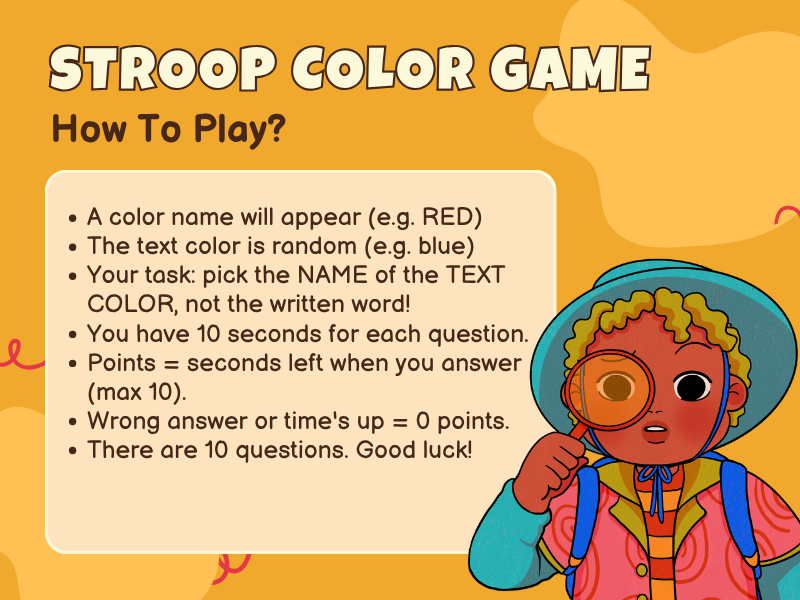 STROOP COLOR GAME
How To Play?
• A color name will appear (e.g. RED)
• The text color is random (e.g. blue)
• Your task: pick the NAME of the TEXT
COLOR, not the written word!
• You have 10 seconds for each question.
• Points = seconds left when you answer
(max 10).
• Wrong answer or time's up = 0 points.
• There are 10 questions. Good luck!